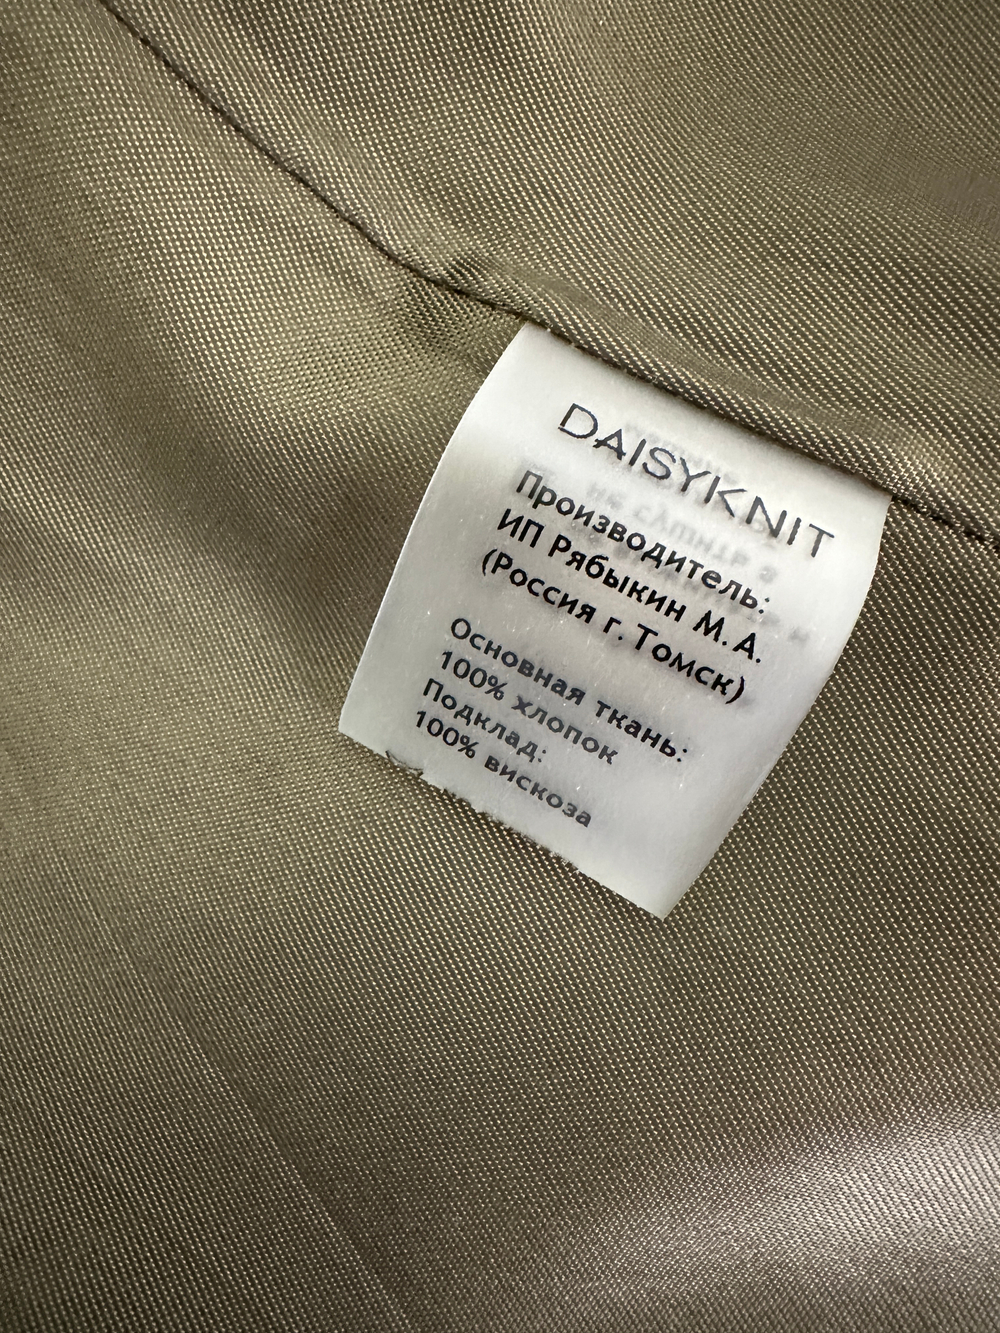 DAISYKNIT
Производитель:
ИП Рябыкин М. А.
(Россия г. Томск)
Основная ткань:
100% хлопок
Подклад:
100% вискоза